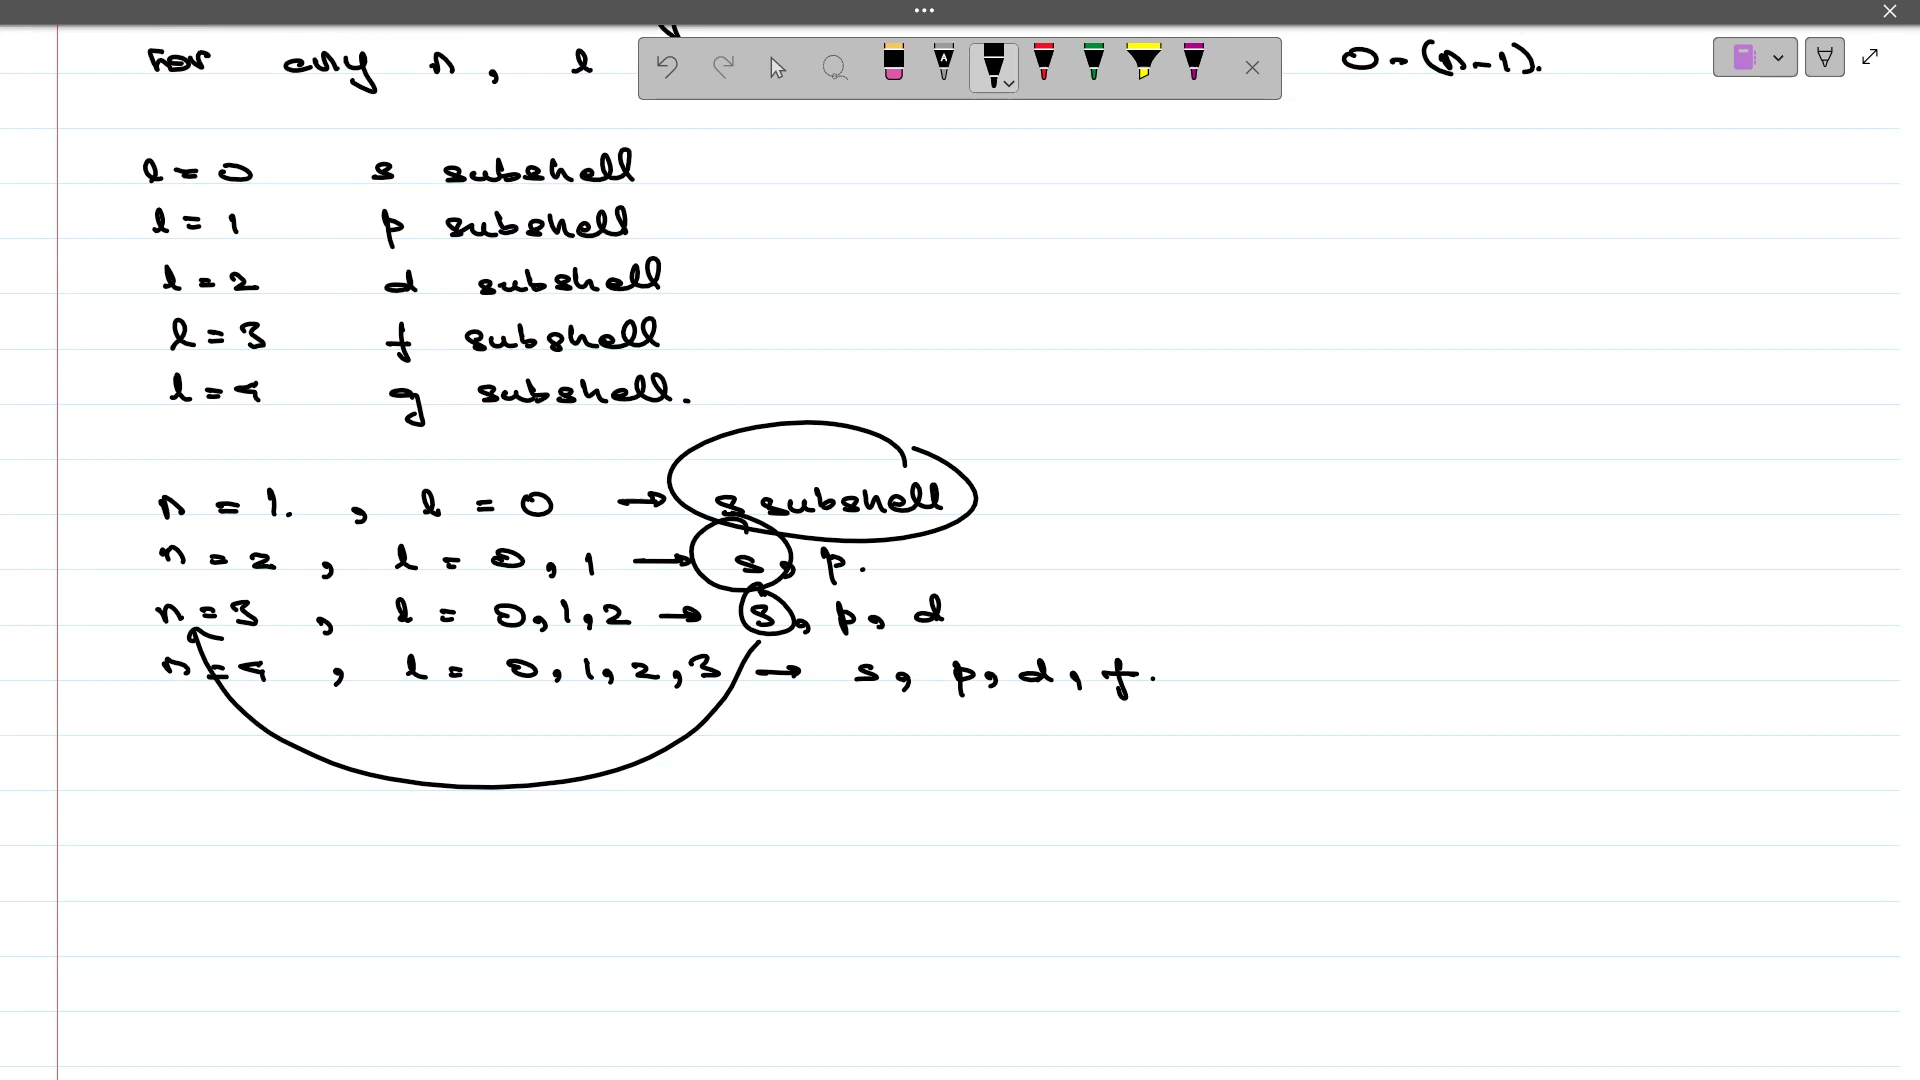 For any n, l 0 - (n-1).
l = 0 s subshell
l = 1 p subshell
l = 2 d subshell
l = 3 f subshell
l = 4 g subshell.
n = 1. , l = 0 → s subshell
n = 2 , l = 0, 1 → s, p.
n = 3 , l = 0, 1, 2 → s, p, d
n = 4 , l = 0, 1, 2, 3 → s, p, d, f.